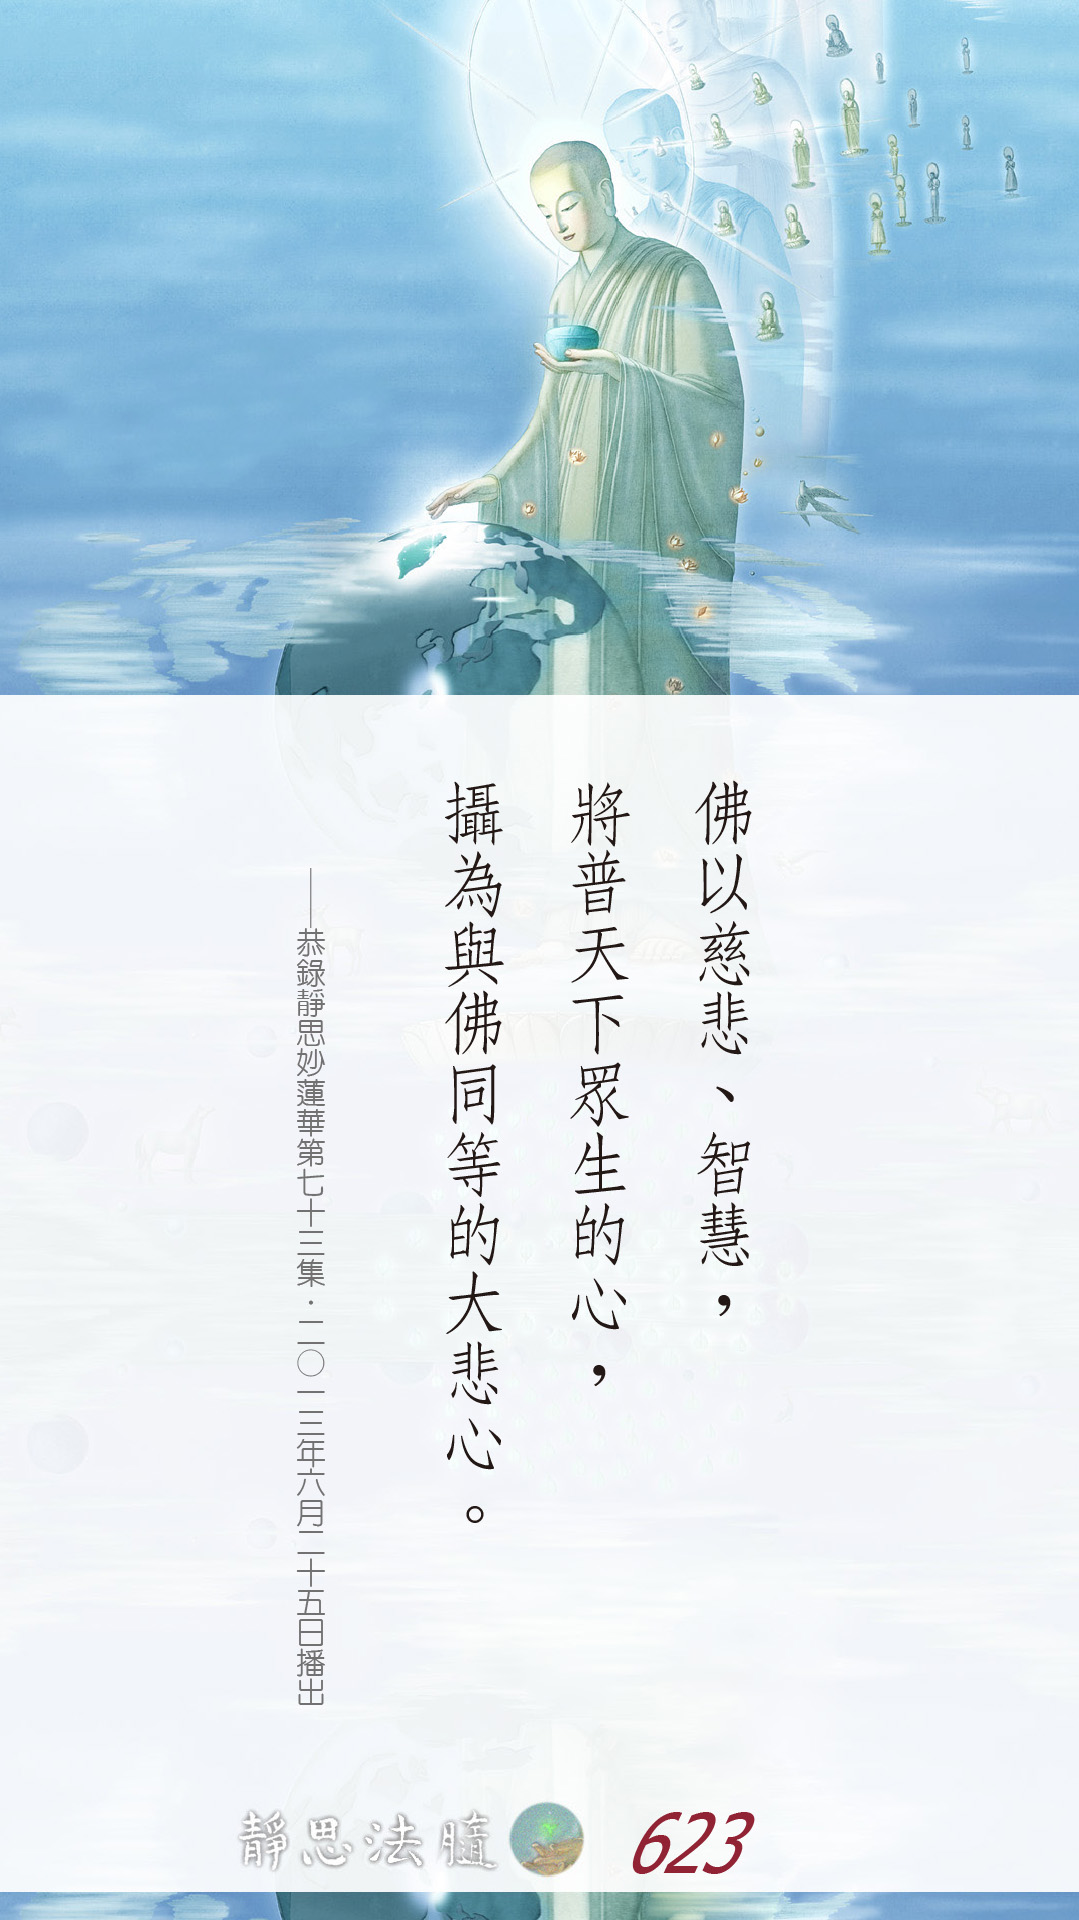 佛以慈悲、智慧，
將普天下眾生的心，
攝為與佛同等的大悲心。
——恭錄靜思妙蓮華第七十三集．二〇一三年六月二十五日播出
靜思法髓
623